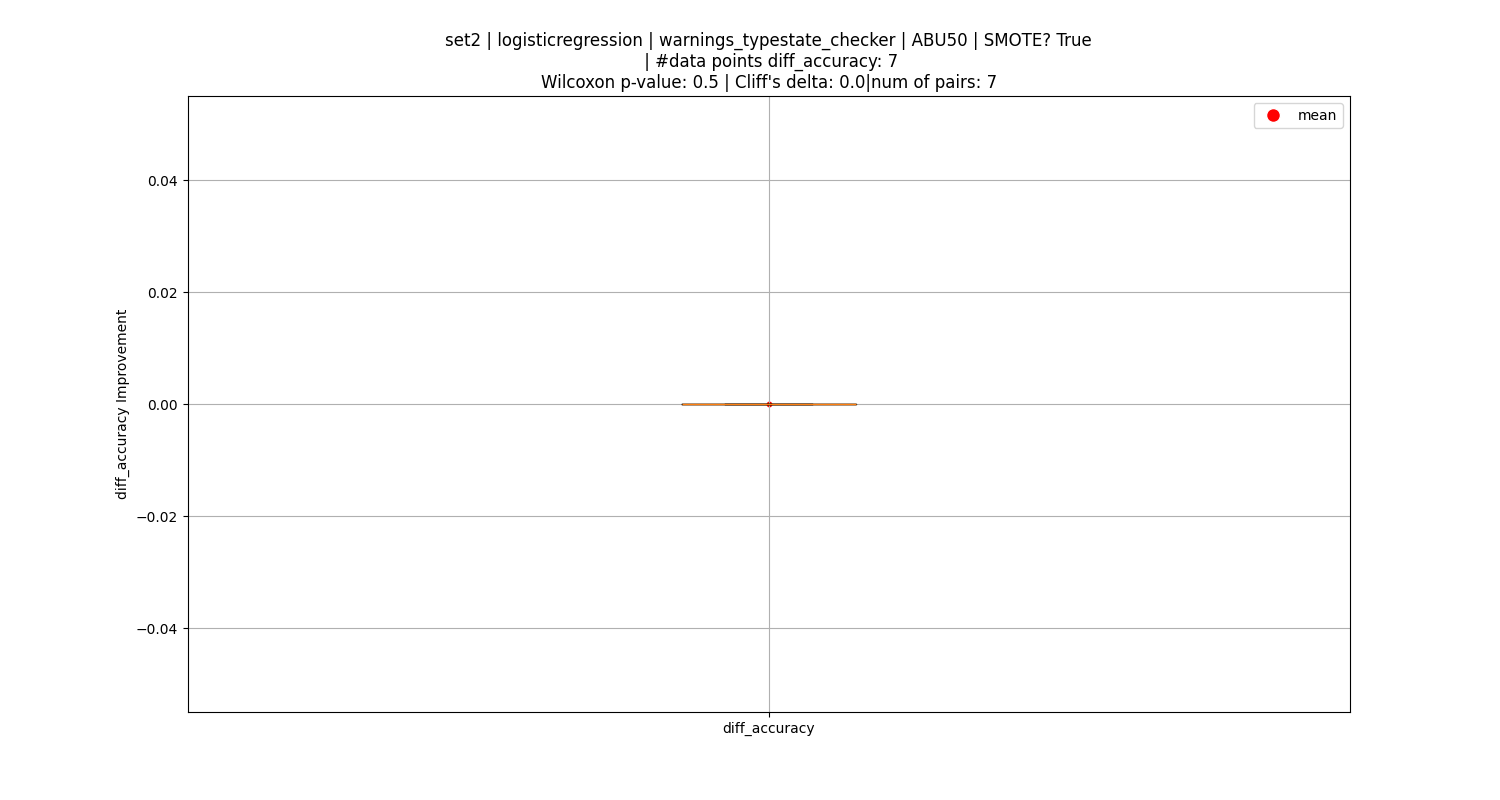 set2 | logisticregression | warnings_typestate_checker | ABU50 | SMOTE? True
| #data points diff_accuracy: 7
Wilcoxon p-value: 0.5 | Cliff's delta: 0.0|num of pairs: 7
mean
0.04
0.02
0.00
−0.02
−0.04
diff_accuracy Improvement
diff_accuracy